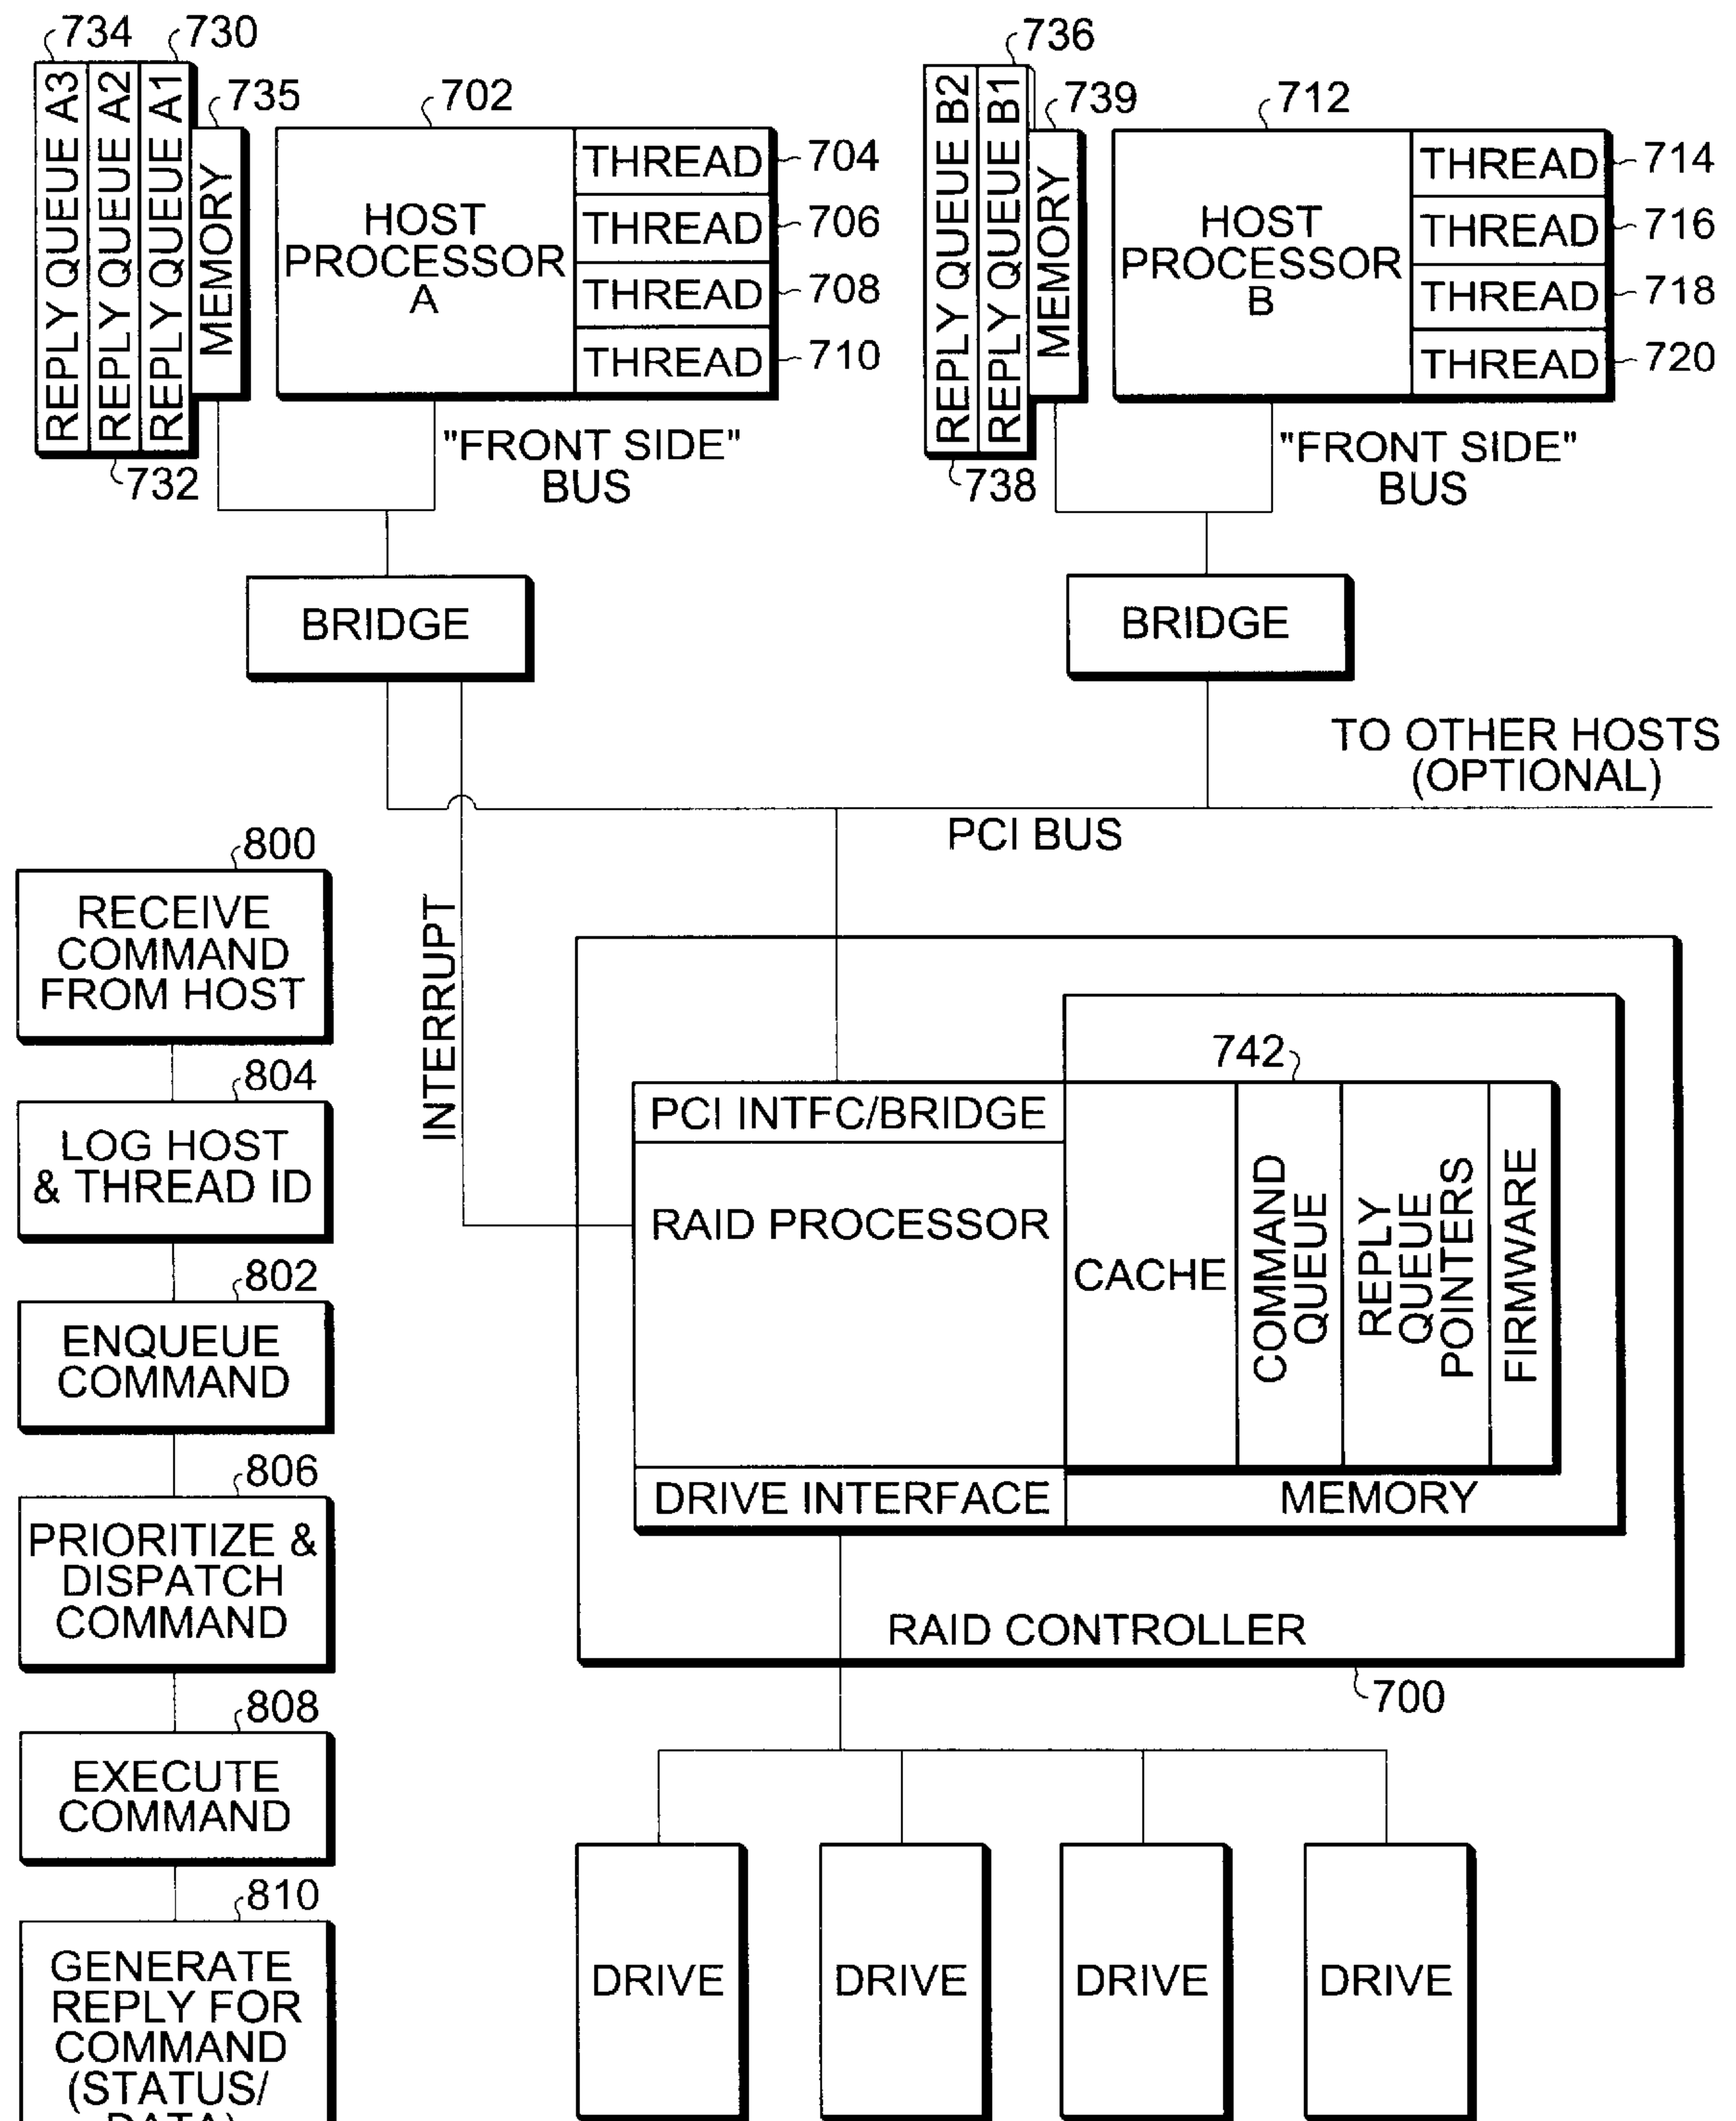 734
730
REPLY QUEUE A3
REPLY QUEUE A2
REPLY QUEUE A1
732
735
MEMORY
702
HOST
PROCESSOR
A
THREAD
704
THREAD
706
THREAD
708
THREAD
710
"FRONT SIDE"
BUS
736
REPLY QUEUE B2
REPLY QUEUE B1
738
739
MEMORY
712
HOST
PROCESSOR
B
THREAD
714
THREAD
716
THREAD
718
THREAD
720
"FRONT SIDE"
BUS
BRIDGE
BRIDGE
TO OTHER HOSTS
(OPTIONAL)
PCI BUS
INTERRUPT
800
RECEIVE
COMMAND
FROM HOST
804
LOG HOST
& THREAD ID
802
ENQUEUE
COMMAND
806
PRIORITIZE &
DISPATCH
COMMAND
808
EXECUTE
COMMAND
810
GENERATE
REPLY FOR
COMMAND
(STATUS/
DATA)
742
PCI INTFC/BRIDGE
RAID PROCESSOR
CACHE
COMMAND
QUEUE
REPLY
QUEUE
POINTERS
FIRMWARE
DRIVE INTERFACE
MEMORY
RAID CONTROLLER
700
DRIVE
DRIVE
DRIVE
DRIVE